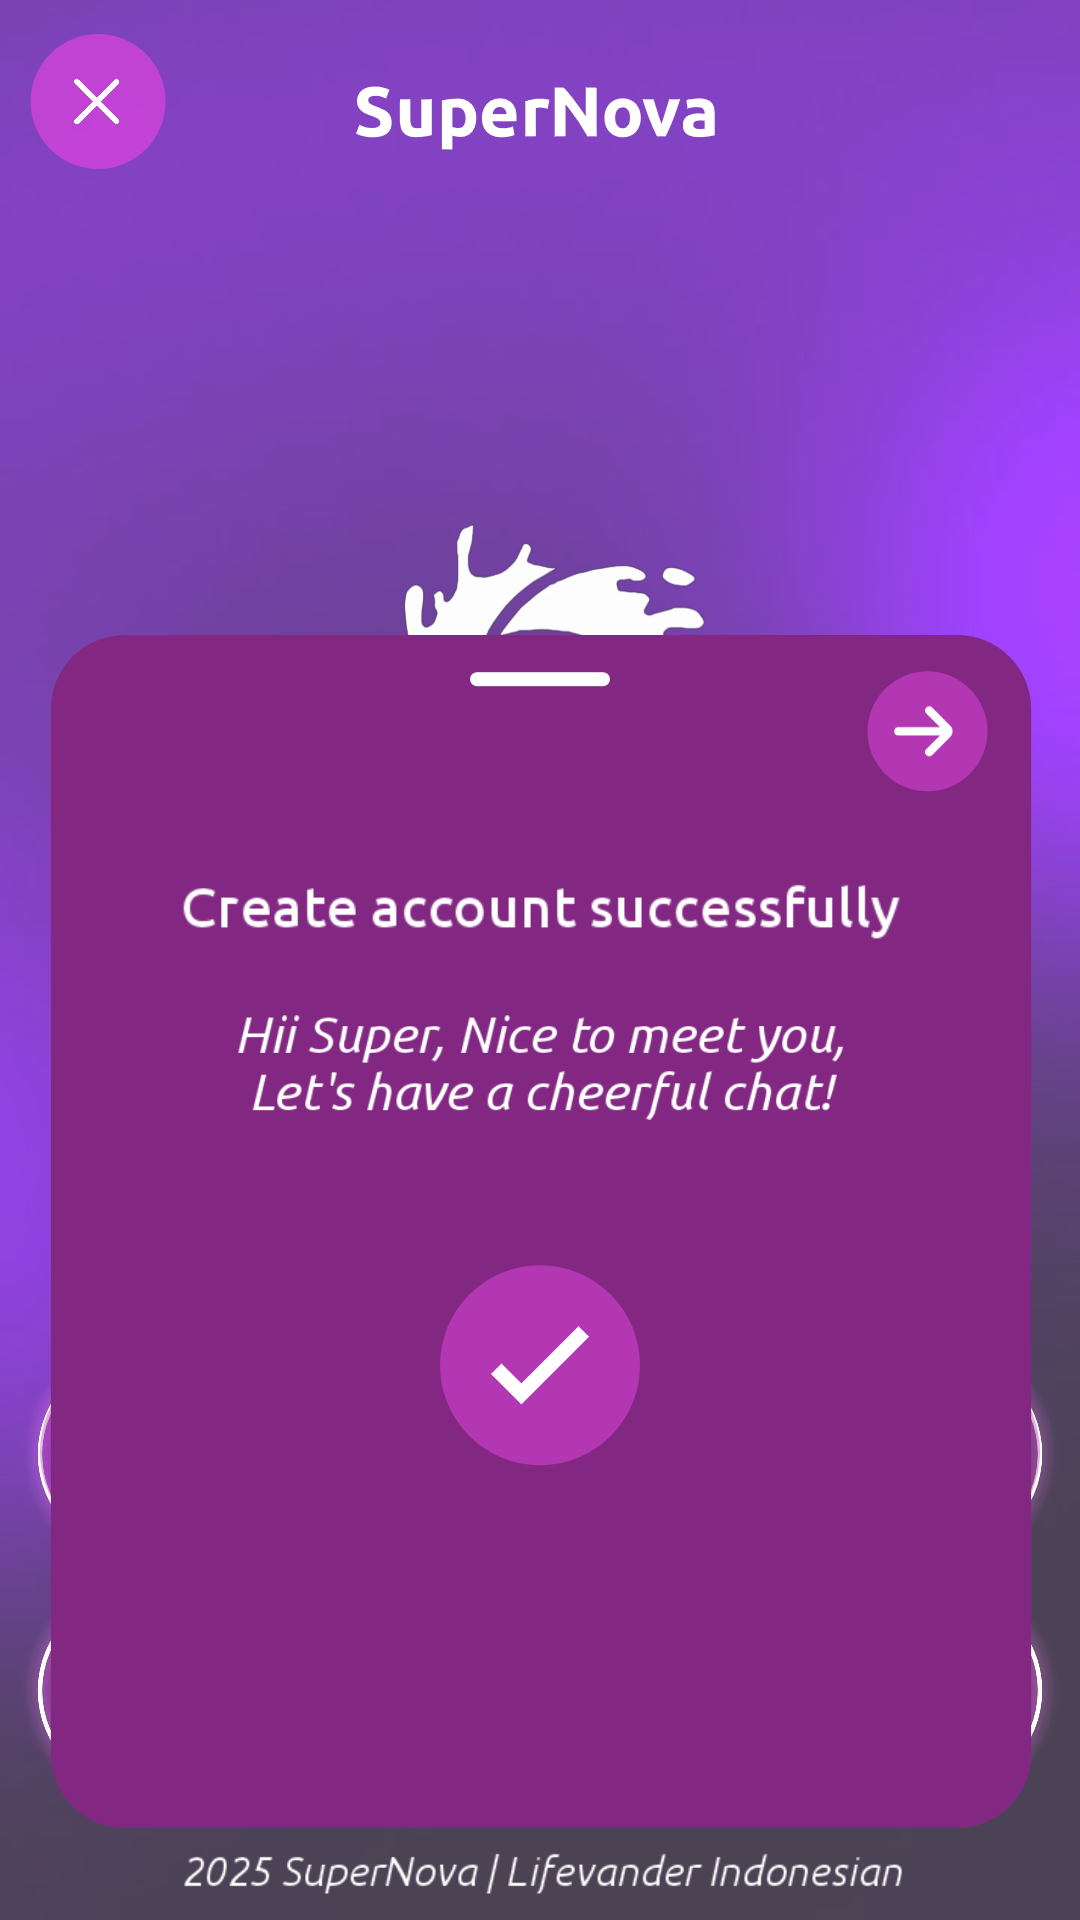 SuperNova
Create account successfully
Hii Super, Nice to meet you,
Let's have a cheerful chat!
2025 SuperNova | Lifevander Indonesian